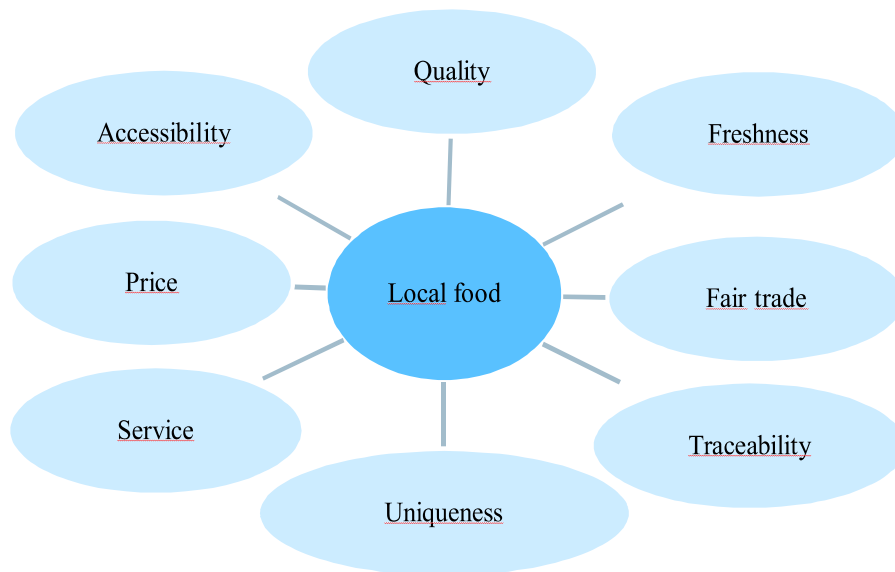 Quality
Accessibility
Freshness
Price
Local food
Fair trade
Service
Traceability
Uniqueness